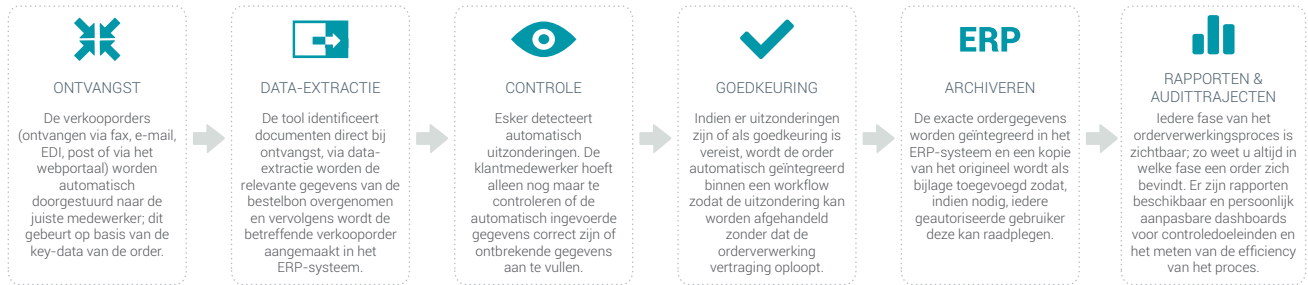 ONTVANGST
De verkooporders
(ontvangen via fax, e-mail,
EDI, post of via het
webportaal) worden
automatisch
doorgestuurd naar de
juiste medewerker; dit
gebeurt op basis van de
key-data van de order.
DATA-EXTRACTIE
De tool identificeert
documenten direct bij
ontvangst, via data-
extractie worden de
relevante gegevens van de
bestelbon overgenomen
en vervolgens wordt de
betreffende verkooporder
aangemaakt in het
ERP-systeem.
CONTROLE
Esker detecteert
automatisch
uitzonderingen. De
klantmedewerker hoeft
alleen nog maar te
controleren of de
automatisch ingevoerde
gegevens correct zijn of
ontbrekende gegevens
aan te vullen.
GOEDKEURING
Indien er uitzonderingen
zijn of als goedkeuring is
vereist, wordt de order
automatisch geïntegreerd
binnen een workflow
zodat de uitzondering kan
worden afgehandeld
zonder dat de
orderverwerking
vertraging oploopt.
ERP
ARCHIVEREN
De exacte ordergegevens
worden geïntegreerd in het
ERP-systeem en een kopie
van het origineel wordt als
bijlage toegevoegd zodat,
indien nodig, iedere
geautoriseerde gebruiker
deze kan raadplegen.
RAPPORTEN &
AUDITTRAJECTEN
Iedere fase van het
orderverwerkingsproces is
zichtbaar; zo weet u altijd in
welke fase een order zich
bevindt. Er zijn rapporten
beschikbaar en persoonlijk
aanpasbare dashboards
voor controledoeleinden en
het meten van de efficiency
van het proces.